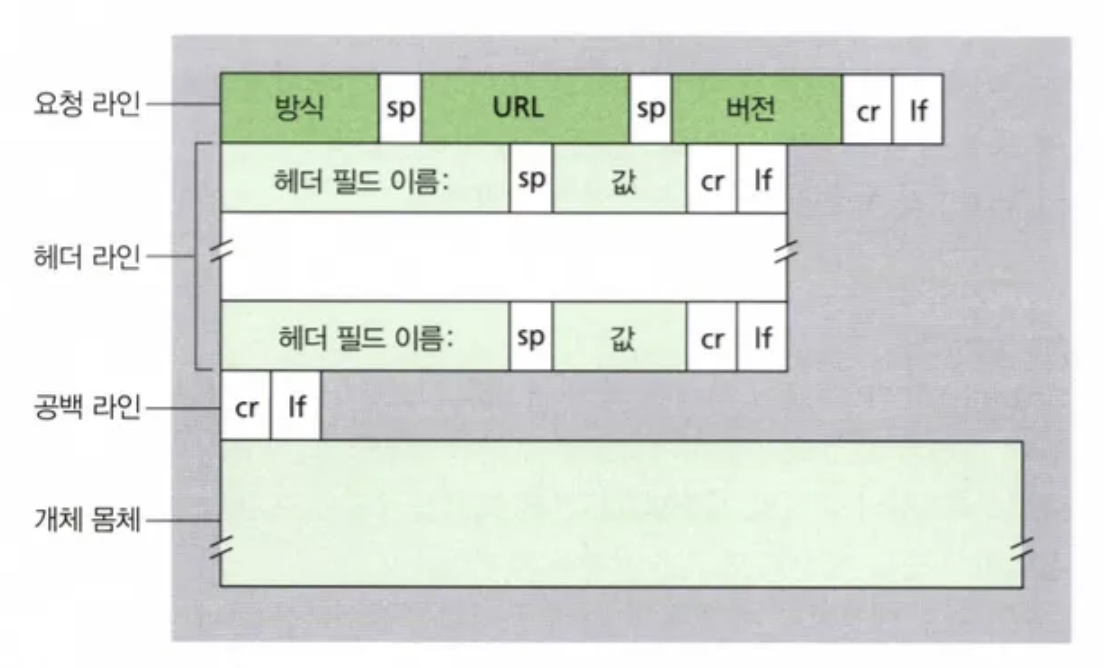 요청 라인 방식 sp URL sp 버전 cr lf
헤더 필드 이름: sp 값 cr lf
헤더 라인
헤더 필드 이름: sp 값 cr lf
공백 라인 cr lf
개체 몸체